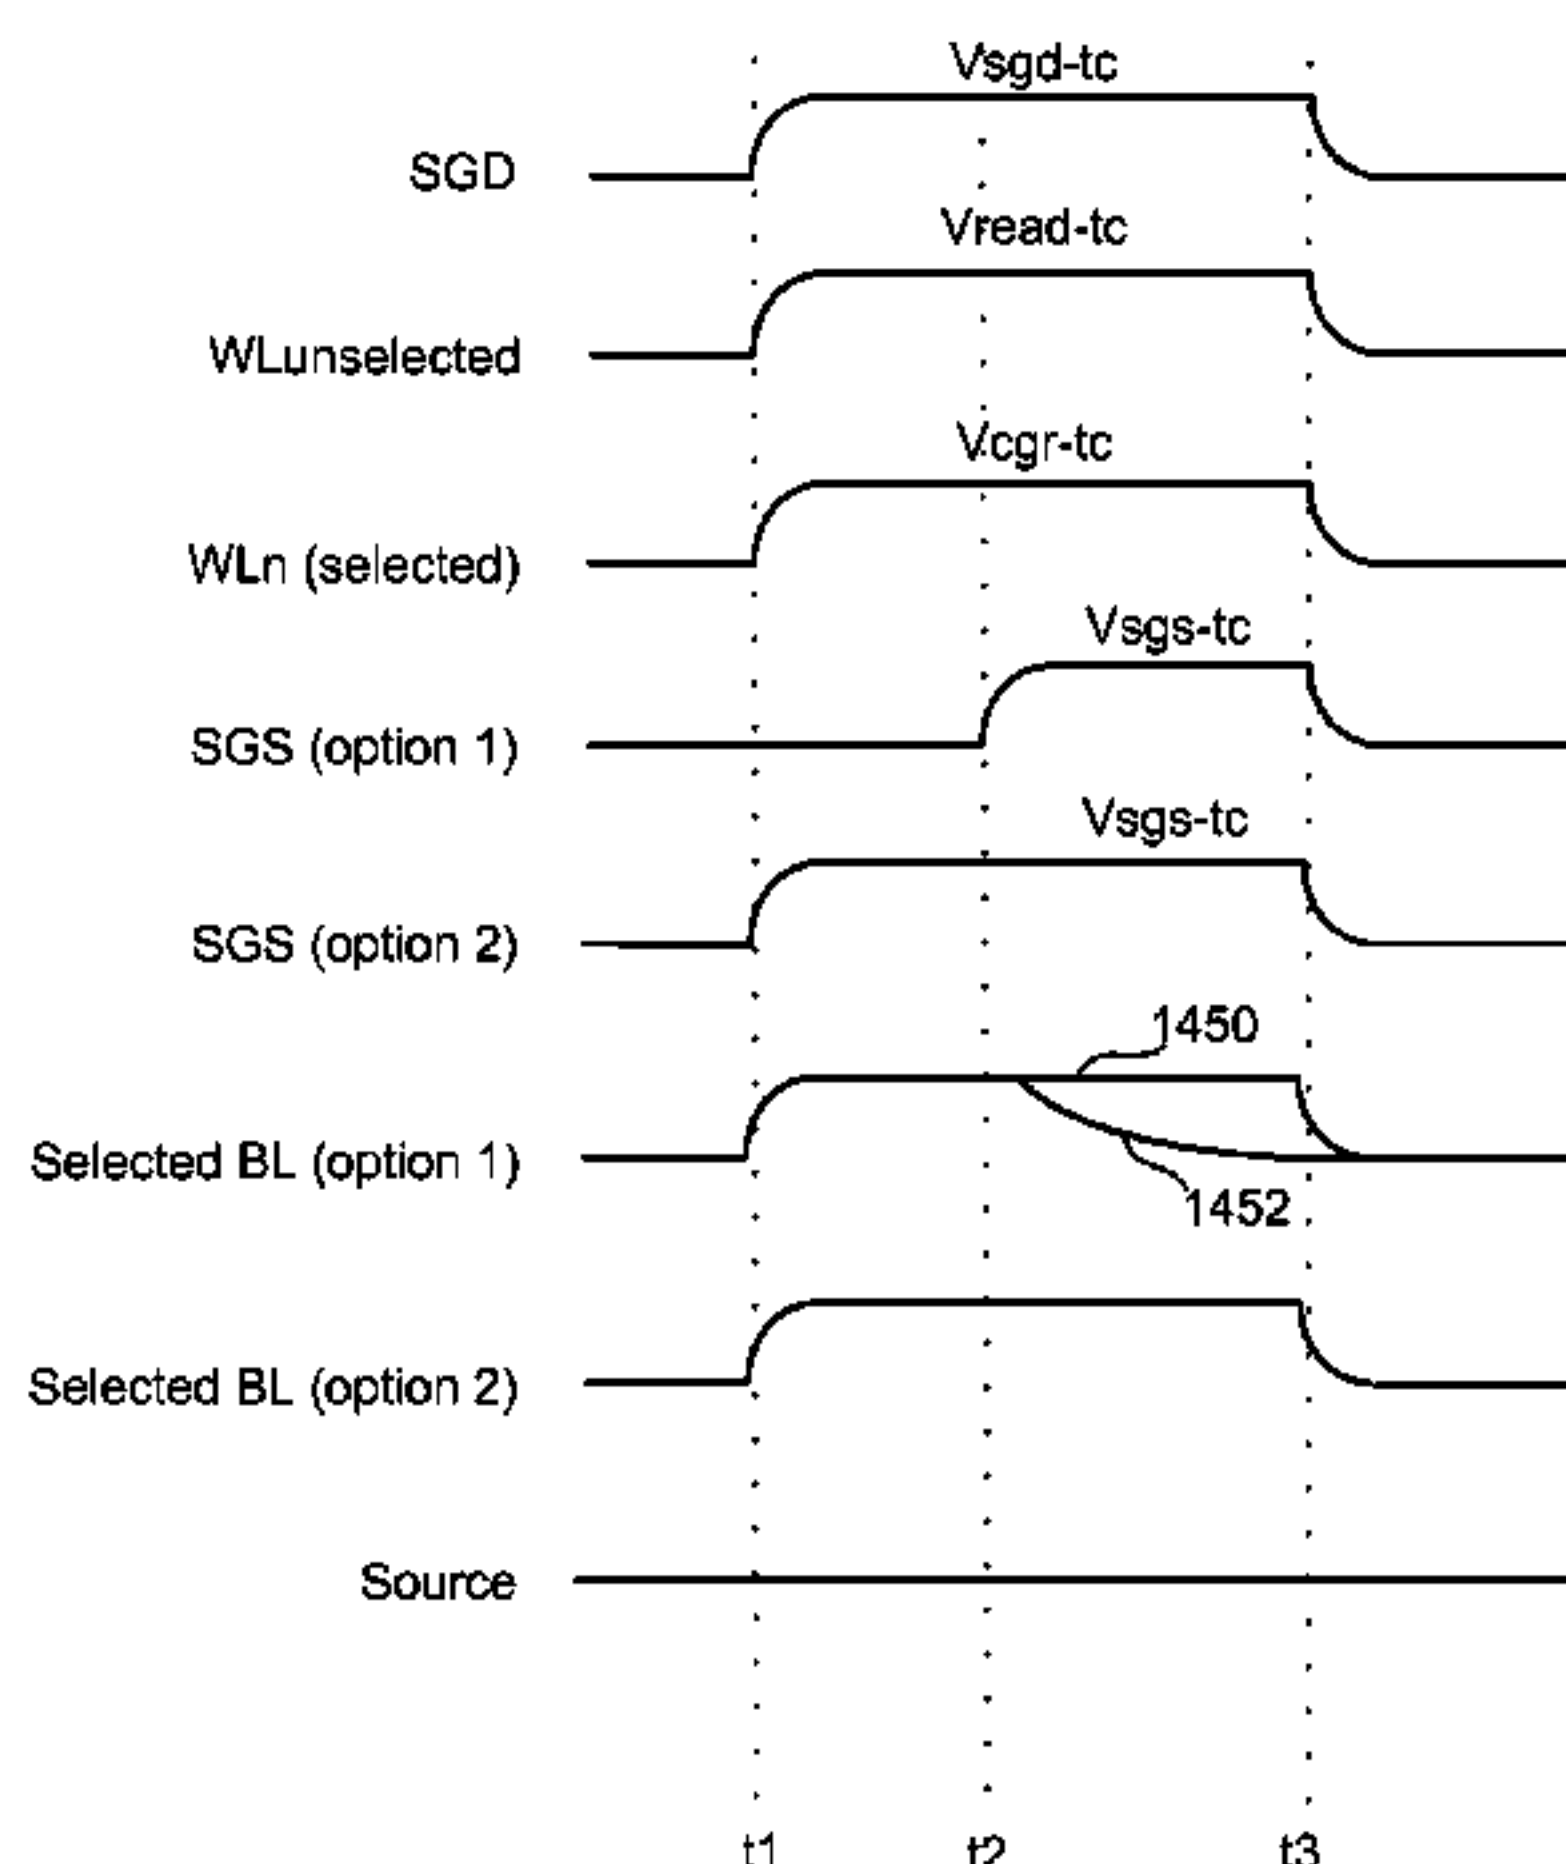 Vsgd-tc
SGD
Vread-tc
WLunselected
Vcgr-tc
WLn (selected)
Vsgs-tc
SGS (option 1)
Vsgs-tc
SGS (option 2)
1450
Selected BL (option 1)
1452
Selected BL (option 2)
Source
t1 t2 t3